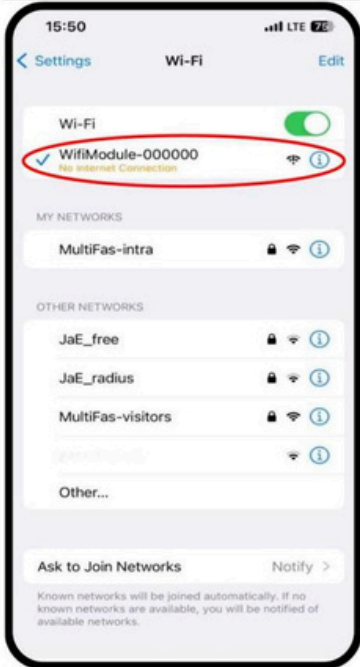 15:50
LTE 75
Settings
Wi-Fi
Edit
Wi-Fi
WifiModule-000000
No Internet Connection
MY NETWORKS
MultiFas-intra
OTHER NETWORKS
JaE_free
JaE_radius
MultiFas-visitors
Other...
Ask to Join Networks
Notify
Known networks will be joined automatically. If no
known networks are available, you will be notified of
available networks.